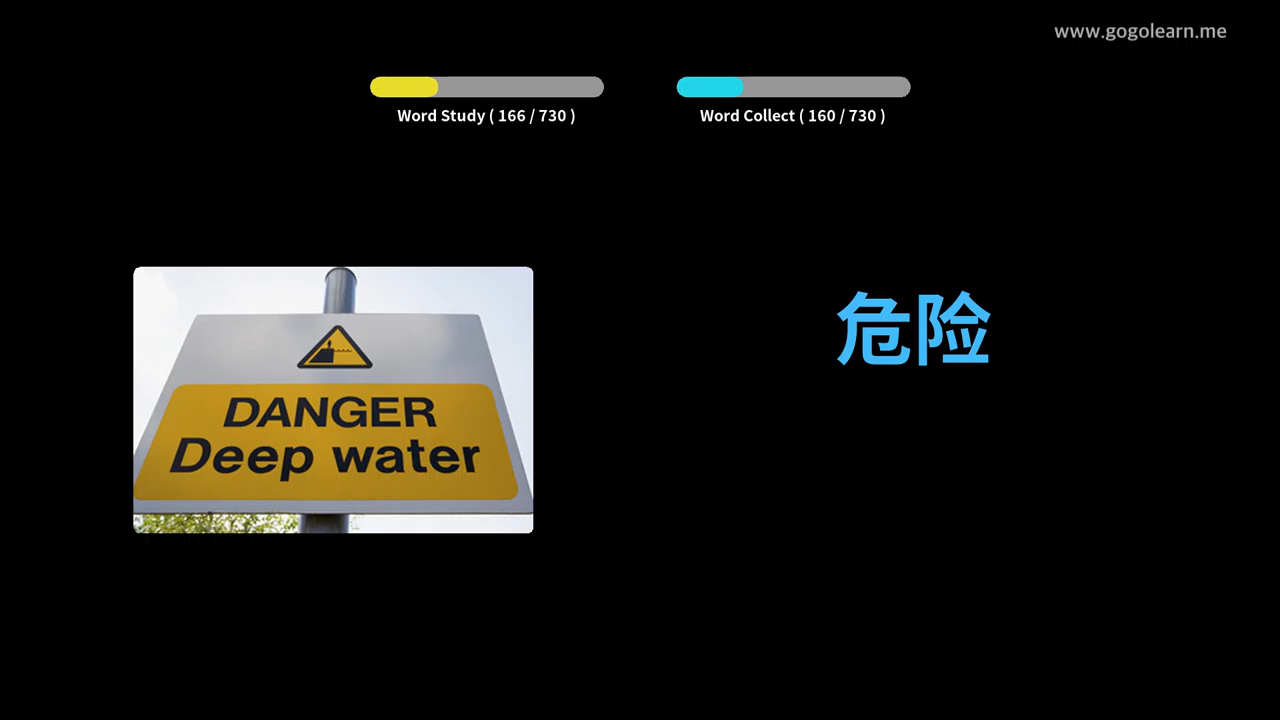 www.gogolearn.me
Word Study ( 166 / 730 )
Word Collect ( 160 / 730 )
DANGER
Deep water
危险